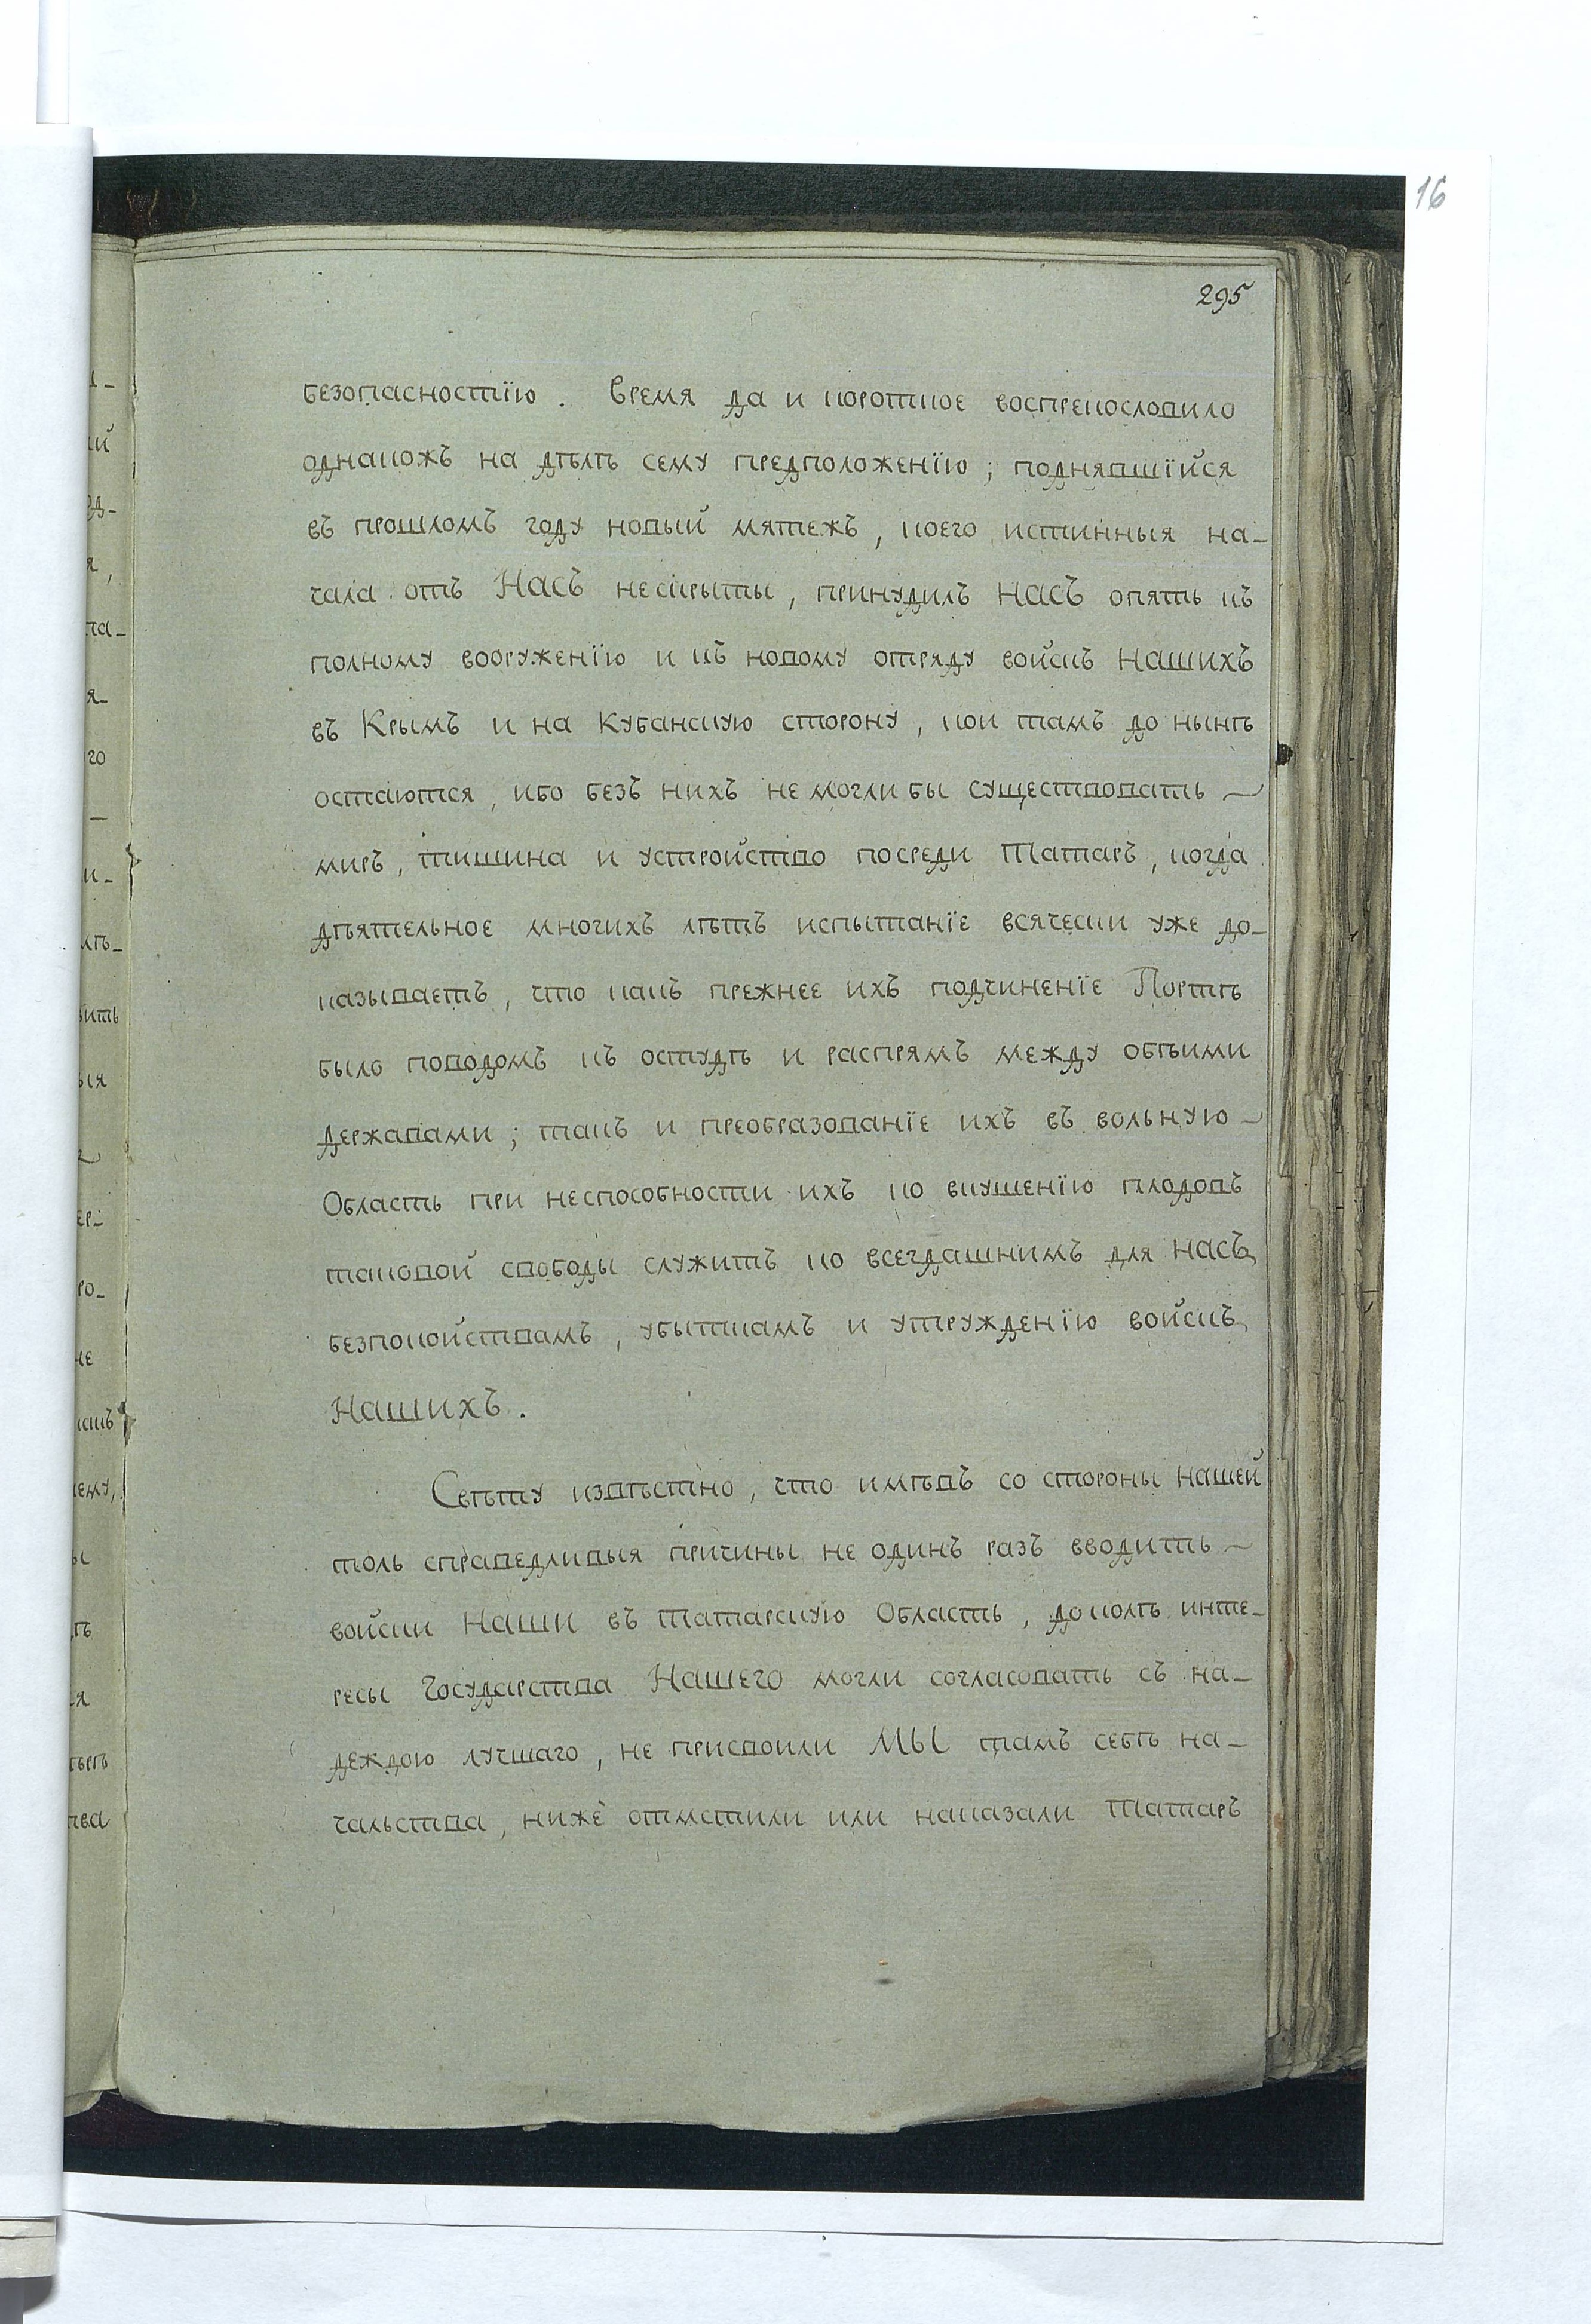 16
295
безопасностїю. Время да и короткое воспрекословило
однакожъ на дѣлѣ сему предположенїю; поднявшїйся
въ прошломъ году новый мятежъ, коего истинныя на-
чала отъ Насъ нескрыты, принудилъ Насъ опять къ
полному вооруженїю и къ новому отряду войскъ Нашихъ
въ Крымъ и на Кубанскую сторону, кои тамъ до нынѣ
остаются, ибо безъ нихъ не могли бы существовать
миръ, тишина и устройство посреди Татаръ, когда
дѣятельное многихъ лѣтъ испытанїе всячески уже до-
казываетъ, что какъ прежнее ихъ подчиненїе Портѣ
было поводомъ къ остудѣ и распрямъ между обѣими
державами; такъ и преобразованїе ихъ въ вольную
Область при неспособности ихъ ко вкушенїю плодовъ
таковой свободы служитъ ко всегдашнимъ для Насъ
безпокойствамъ, убыткамъ и утружденїю войскъ
Нашихъ.
Свѣту извѣстно, что имѣвъ со стороны Нашей
толь справедливыя причины не одинъ разъ вводить
войски Наши въ Татарскую Область, доколѣ инте-
ресы Государства Нашего могли согласовать съ на-
деждою лучшаго, не присвоили МЫ тамъ себѣ на-
чальства, ниже отмстили или наказали Татаръ